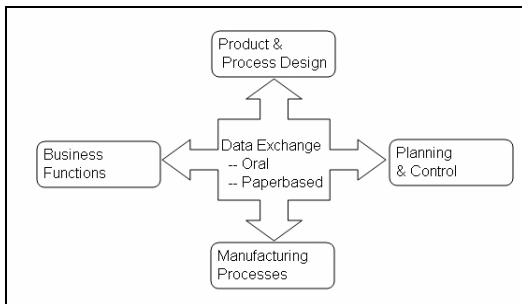 Product &
Process Design
Data Exchange
-- Oral
-- Paperbased
Business
Functions
Planning
& Control
Manufacturing
Processes